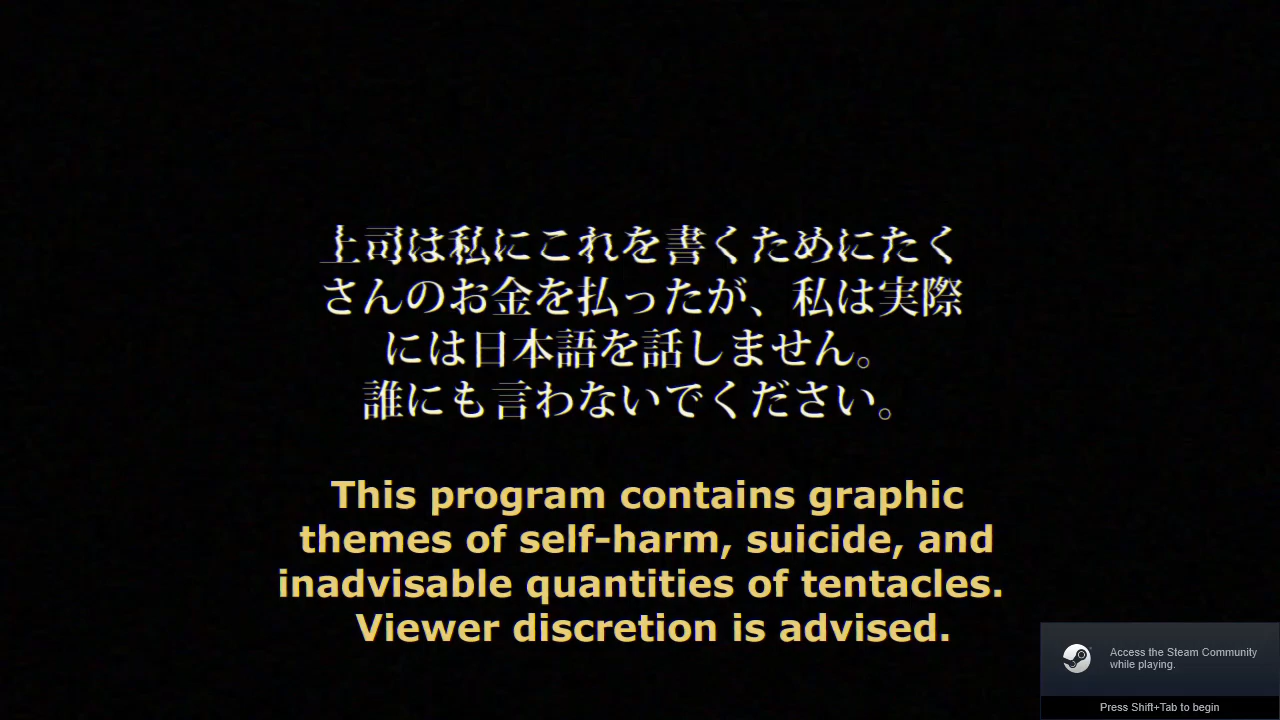 上司は私にこれを書くためにたく
さんのお金を払ったが、私は実際
には日本語を話しません。
誰にも言わないでください。
This program contains graphic
themes of self-harm, suicide, and
inadvisable quantities of tentacles.
Viewer discretion is advised.
Access the Steam Community
while playing.
Press Shift+Tab to begin